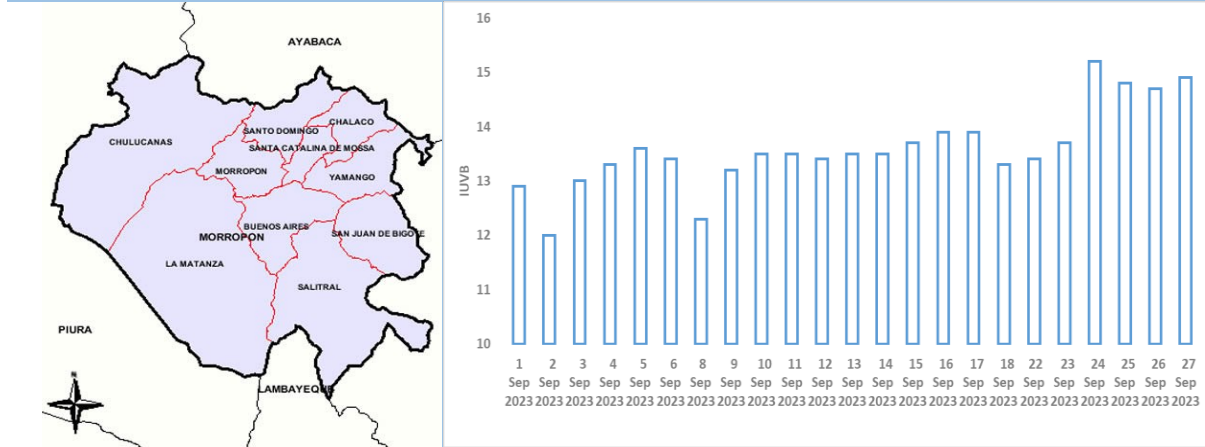 AYABACA
CHALACO
SANTO DOMINGO
CHULUCANAS
SANTA CATALINA DE MOSSA
MORROPON
YAMANGO
BUENOS AIRES
SAN JUAN DE BIGOTE
MORROPON
LA MATANZA
SALITRAL
PIURA
N
LAMBAYEQUE
IUVB
16
15
14
13
12
11
10
1 2 3 4 5 6 8 9 10 11 12 13 14 15 16 17 18 22 23 24 25 26 27
Sep Sep Sep Sep Sep Sep Sep Sep Sep Sep Sep Sep Sep Sep Sep Sep Sep Sep Sep Sep Sep Sep Sep
2023 2023 2023 2023 2023 2023 2023 2023 2023 2023 2023 2023 2023 2023 2023 2023 2023 2023 2023 2023 2023 2023 2023